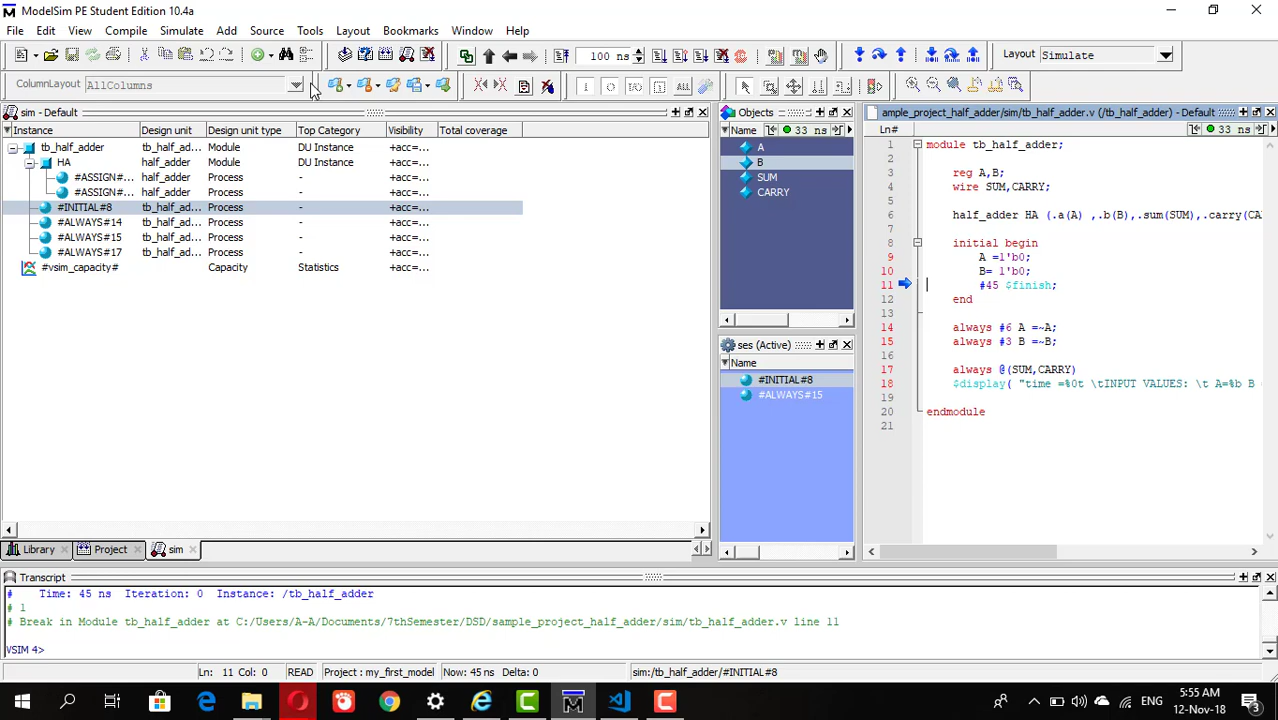 ModelSim PE Student Edition 10.4a
File Edit View Compile Simulate Add Source Tools Layout Bookmarks Window Help
100 ns
Layout Simulate
ColumnLayout AllColumns
sim - Default
Instance Design unit Design unit type Top Category Visibility Total coverage
tb_half_adder tb_half_ad... Module DU Instance +acc=...
HA half_adder Module DU Instance +acc=...
#ASSIGN#... half_adder Process - +acc=...
#ASSIGN#... half_adder Process - +acc=...
#INITIAL#8 tb_half_ad... Process - +acc=...
#ALWAYS#14 tb_half_ad... Process - +acc=...
#ALWAYS#15 tb_half_ad... Process - +acc=...
#ALWAYS#17 tb_half_ad... Process - +acc=...
#vsim_capacity# Capacity Statistics +acc=...
Library Project sim
Objects
Name 33 ns
A
B
SUM
CARRY
ses (Active)
Name
#INITIAL#8
#ALWAYS#15
ample_project_half_adder/sim/tb_half_adder.v (/tb_half_adder) - Default
Ln# 33 ns
1 module tb_half_adder;
2
3 reg A,B;
4 wire SUM,CARRY;
5
6 half_adder HA (.a(A) ,.b(B),.sum(SUM),.carry(CA
7
8 initial begin
9 A =1'b0;
10 B= 1'b0;
11 #45 $finish;
12 end
13
14 always #6 A =~A;
15 always #3 B =~B;
16
17 always @(SUM,CARRY)
18 $display( "time =%0t \tINPUT VALUES: \t A=%b B
19
20 endmodule
21
Transcript
# Time: 45 ns Iteration: 0 Instance: /tb_half_adder
# 1
# Break in Module tb_half_adder at C:/Users/A-A/Documents/7thSemester/DSD/sample_project_half_adder/sim/tb_half_adder.v line 11
VSIM 4>
Ln: 11 Col: 0 READ Project : my_first_model Now: 45 ns Delta: 0 sim:/tb_half_adder/#INITIAL#8
ENG
5:55 AM
12-Nov-18
3